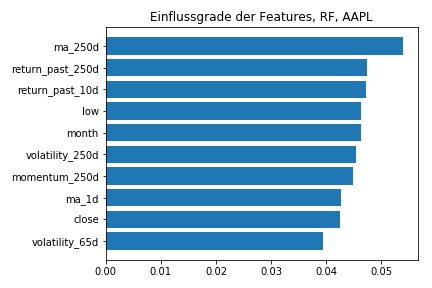 Einflussgrade der Features, RF, AAPL
ma_250d
return_past_250d
return_past_10d
low
month
volatility_250d
momentum_250d
ma_1d
close
volatility_65d
0.00 0.01 0.02 0.03 0.04 0.05